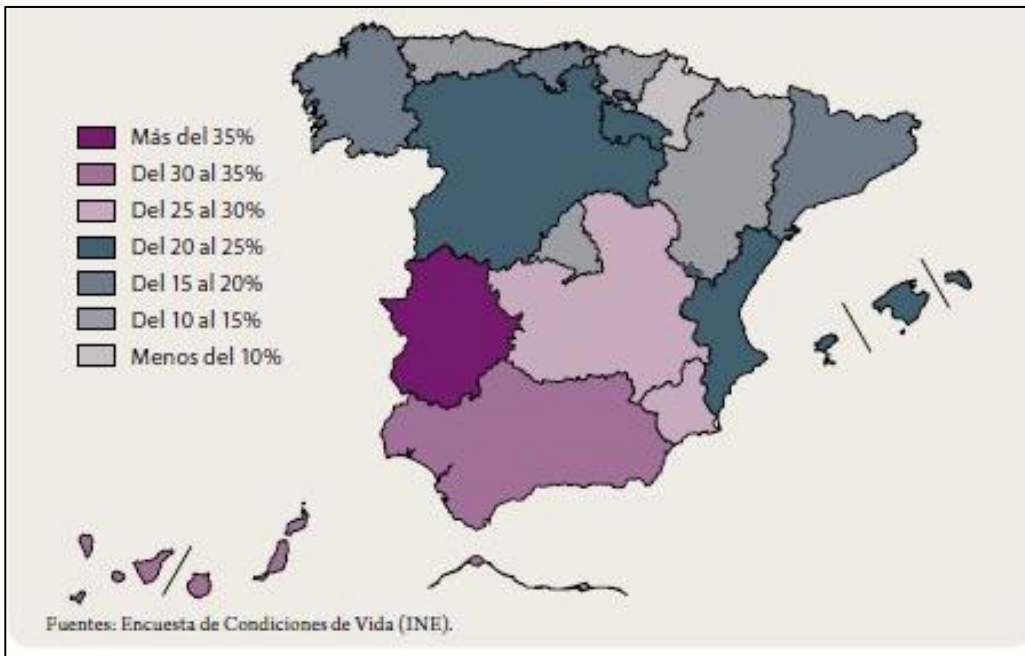 Más del 35%
Del 30 al 35%
Del 25 al 30%
Del 20 al 25%
Del 15 al 20%
Del 10 al 15%
Menos del 10%
Fuentes: Encuesta de Condiciones de Vida (INE).